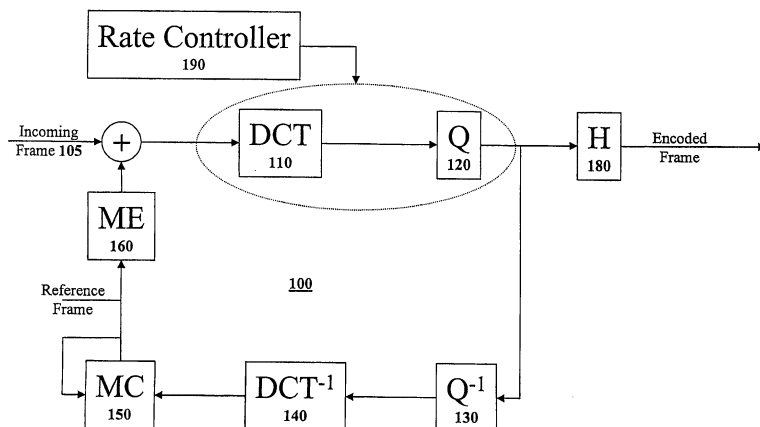 Rate Controller
190
Incoming
Frame 105
+
DCT
110
Q
120
H
180
Encoded
Frame
ME
160
100
Reference
Frame
MC
150
DCT-1
140
Q-1
130